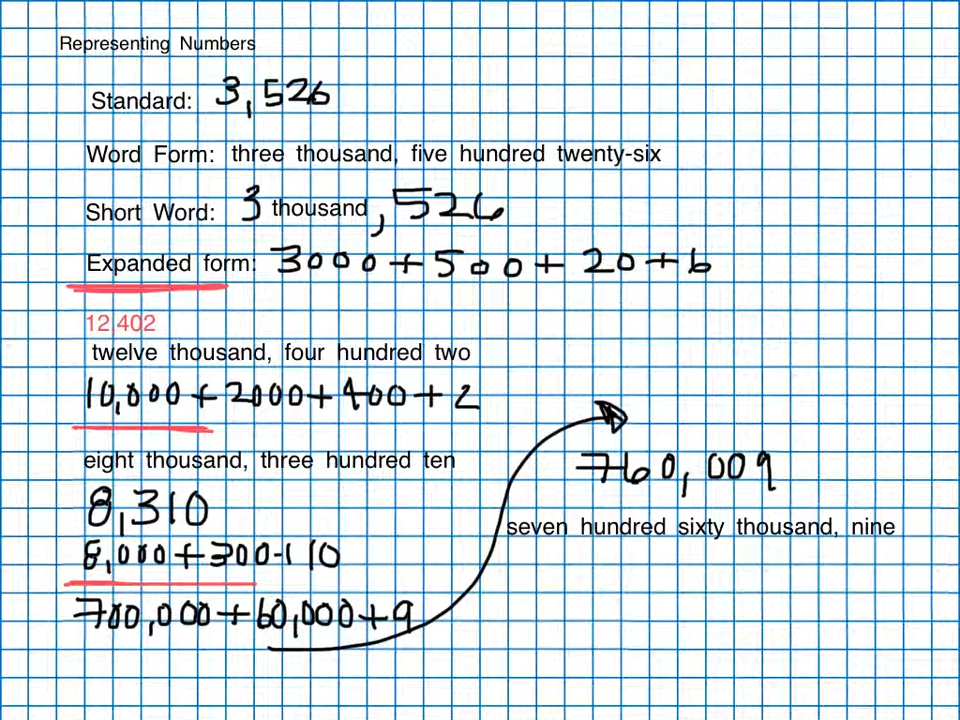 Representing Numbers
Standard: 3,526
Word Form: three thousand, five hundred twenty-six
Short Word: 3 thousand, 526
Expanded form: 3000+500+20+6
12,402
twelve thousand, four hundred two
10,000+2000+400+2
eight thousand, three hundred ten
8,310
8,000+300+10
700,000+60,000+9
760,009
seven hundred sixty thousand, nine